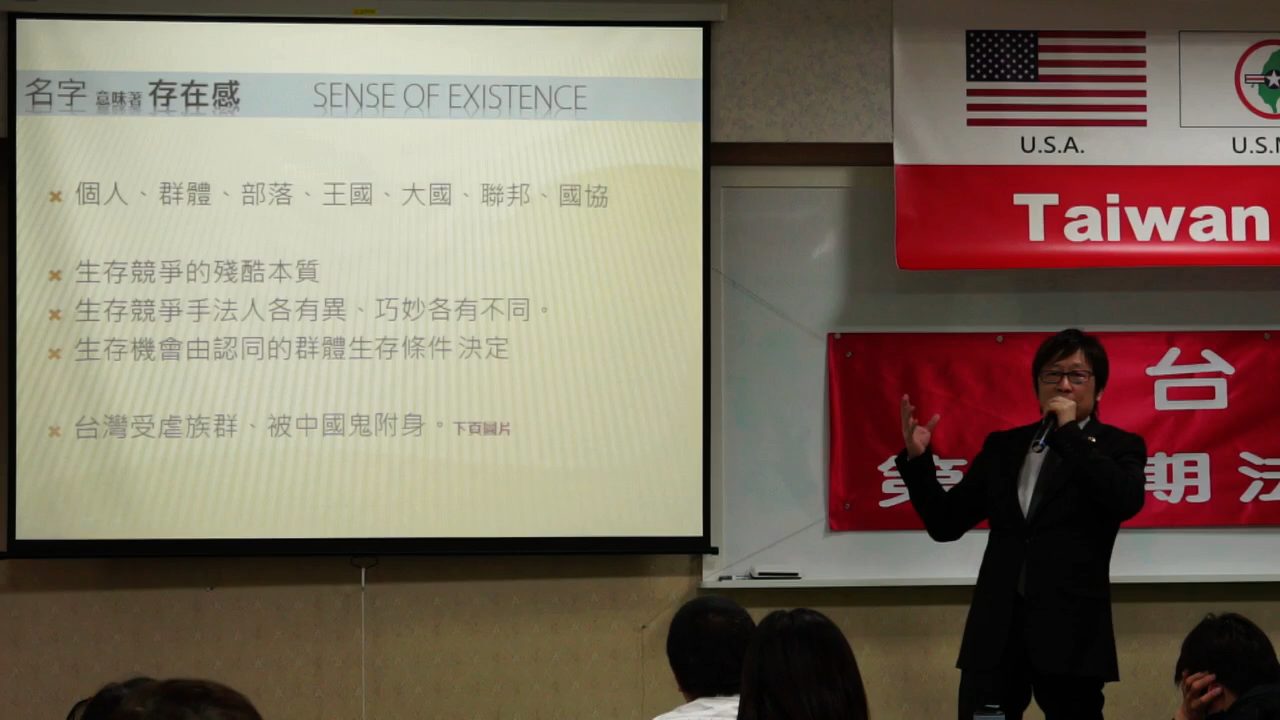 名字 意味著 存在感 SENSE OF EXISTENCE
個人、群體、部落、王國、大國、聯邦、國協
生存競爭的殘酷本質
生存競爭手法人各有異、巧妙各有不同。
生存機會由認同的群體生存條件 決定
台灣受虐族群、被中國鬼附身。下頁圖片
U.S.A.
U.S.
Taiwan
台
第 期 法